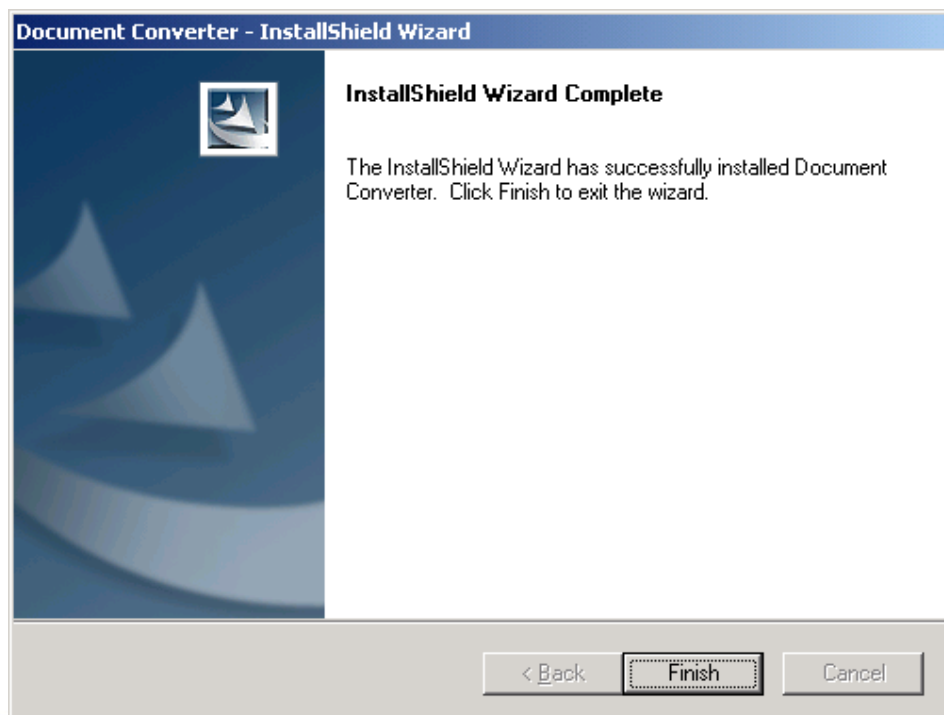 Document Converter - InstallShield Wizard
InstallShield Wizard Complete
The InstallShield Wizard has successfully installed Document
Converter. Click Finish to exit the wizard.
< Back
Finish
Cancel